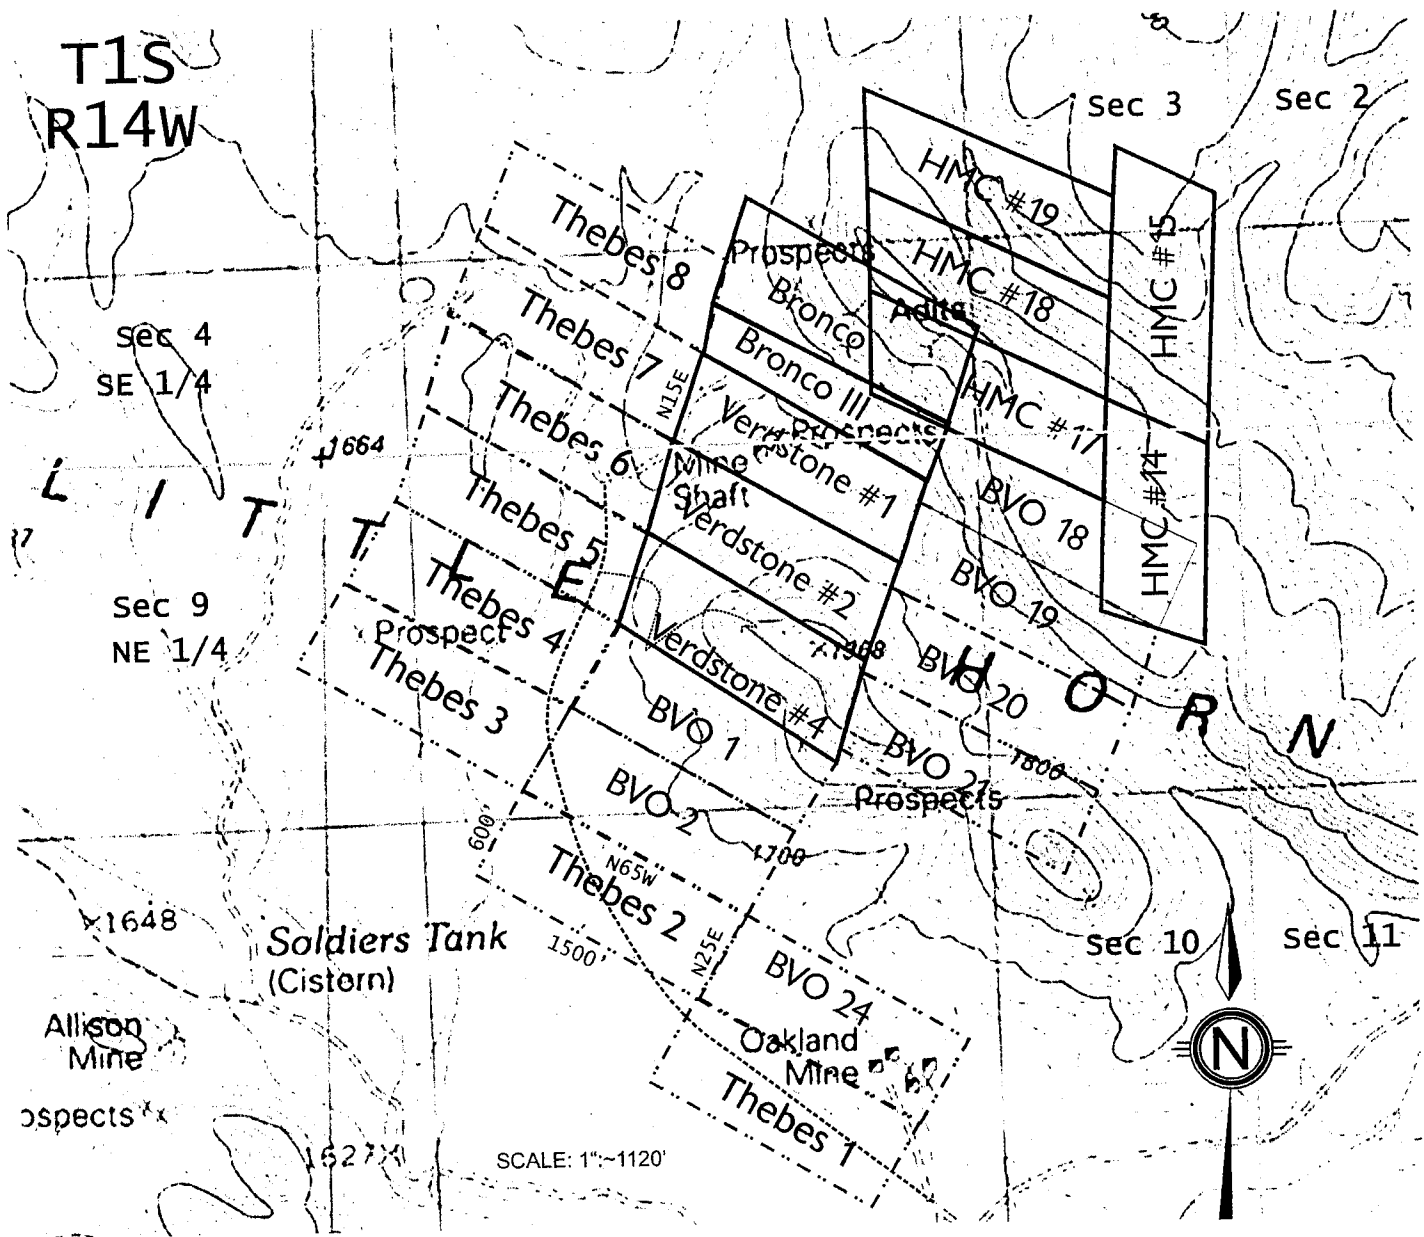 T1S
R14W
Sec 3
Sec 2
HMC #19
HMC #15
Thebes 8
Prospects
HMC #18
Bronco
Adits
Thebes 7
Sec 4
SE 1/4
Bronco III
N15E
HMC #17
Thebes 6
Verdstone #1
Prospects
1664
Mine
Shaft
HMC #14
BVO 18
LITTLE HORN
Thebes 5
Verdstone #2
BVO 19
Sec 9
NE 1/4
Thebes 4
Prospect
Verdstone #4
1968
BVO 20
Thebes 3
BVO 1
BVO 21
1800
Prospects
BVO 2
600'
1700
N65W
Thebes 2
1648
Soldiers Tank
(Cistern)
1500'
N25E
Sec 10
Sec 11
BVO 24
Allison
Mine
Oakland
Mine
N
ospects
Thebes 1
1627
SCALE: 1":~1120'